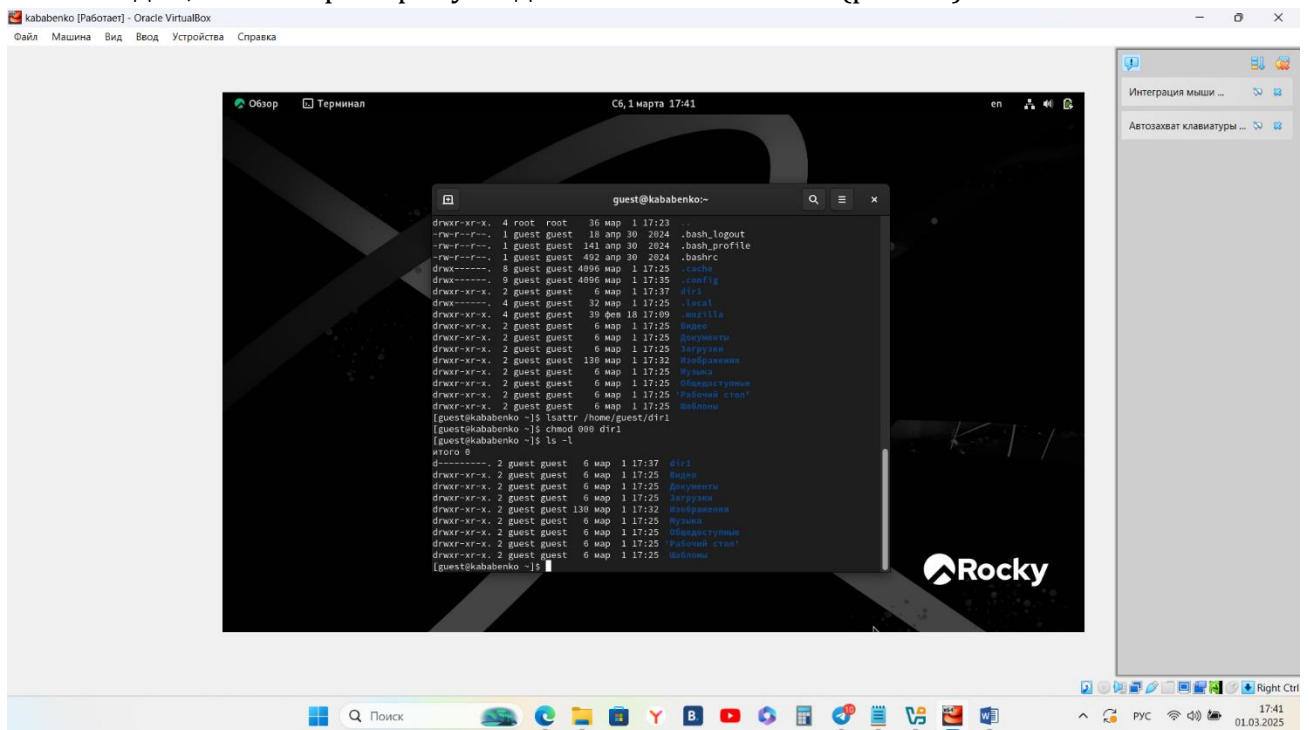 kababenko [Работает] - Oracle VirtualBox
Файл Машина Вид Ввод Устройства Справка
Интеграция мыши ...
Автозахват клавиатуры ...
Обзор Терминал Сб, 1 марта 17:41 en
guest@kababenko:~
drwxr-xr-x. 4 root root 36 мар 1 17:23 ..
-rw-r--r--. 1 guest guest 18 апр 30 2024 .bash_logout
-rw-r--r--. 1 guest guest 141 апр 30 2024 .bash_profile
-rw-r--r--. 1 guest guest 492 апр 30 2024 .bashrc
drwx------. 8 guest guest 4096 мар 1 17:25 .cache
drwx------. 9 guest guest 4096 мар 1 17:35 .config
drwxr-xr-x. 2 guest guest 6 мар 1 17:37 dir1
drwx------. 4 guest guest 32 мар 1 17:25 .local
drwxr-xr-x. 4 guest guest 39 фев 18 17:09 .mozilla
drwxr-xr-x. 2 guest guest 6 мар 1 17:25 Видео
drwxr-xr-x. 2 guest guest 6 мар 1 17:25 Документы
drwxr-xr-x. 2 guest guest 6 мар 1 17:25 Загрузки
drwxr-xr-x. 2 guest guest 130 мар 1 17:32 Изображения
drwxr-xr-x. 2 guest guest 6 мар 1 17:25 Музыка
drwxr-xr-x. 2 guest guest 6 мар 1 17:25 Общедоступные
drwxr-xr-x. 2 guest guest 6 мар 1 17:25 'Рабочий стол'
drwxr-xr-x. 2 guest guest 6 мар 1 17:25 Шаблоны
[guest@kababenko ~]$ lsattr /home/guest/dir1
[guest@kababenko ~]$ chmod 000 dir1
[guest@kababenko ~]$ ls -l
итого 0
d---------. 2 guest guest 6 мар 1 17:37 dir1
drwxr-xr-x. 2 guest guest 6 мар 1 17:25 Видео
drwxr-xr-x. 2 guest guest 6 мар 1 17:25 Документы
drwxr-xr-x. 2 guest guest 6 мар 1 17:25 Загрузки
drwxr-xr-x. 2 guest guest 130 мар 1 17:32 Изображения
drwxr-xr-x. 2 guest guest 6 мар 1 17:25 Музыка
drwxr-xr-x. 2 guest guest 6 мар 1 17:25 Общедоступные
drwxr-xr-x. 2 guest guest 6 мар 1 17:25 'Рабочий стол'
drwxr-xr-x. 2 guest guest 6 мар 1 17:25 Шаблоны
[guest@kababenko ~]$
Rocky
Right Ctrl
Поиск
РУС
17:41
01.03.2025